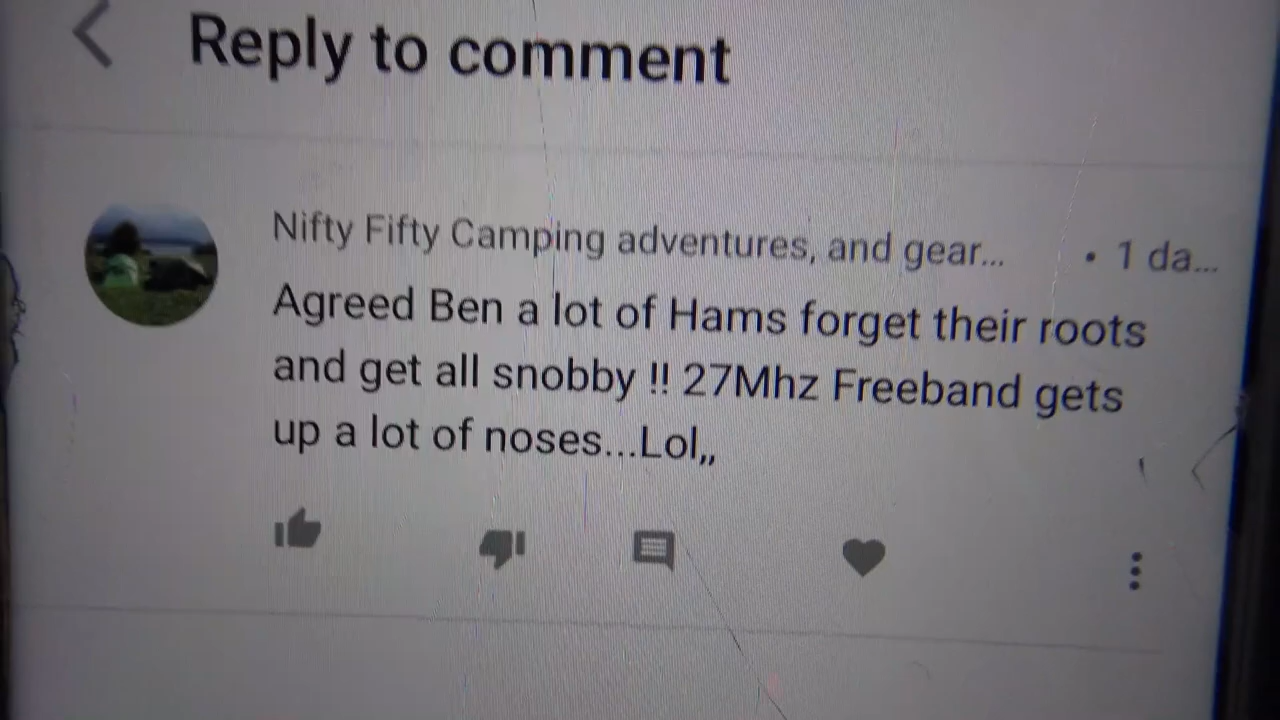 Reply to comment
Nifty Fifty Camping adventures, and gear... • 1 da...
Agreed Ben a lot of Hams forget their roots
and get all snobby !! 27Mhz Freeband gets
up a lot of noses...Lol,,